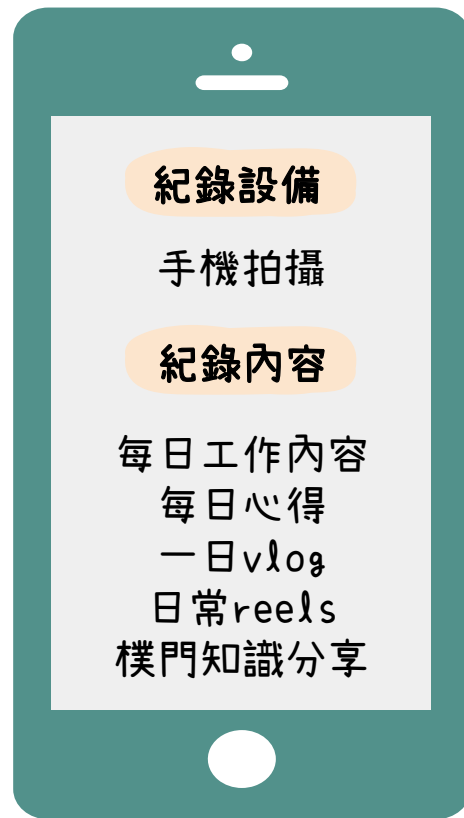 紀錄設備
手機拍攝
紀錄內容
每日工作內容
每日心得
一日vlog
日常reels
樸門知識分享